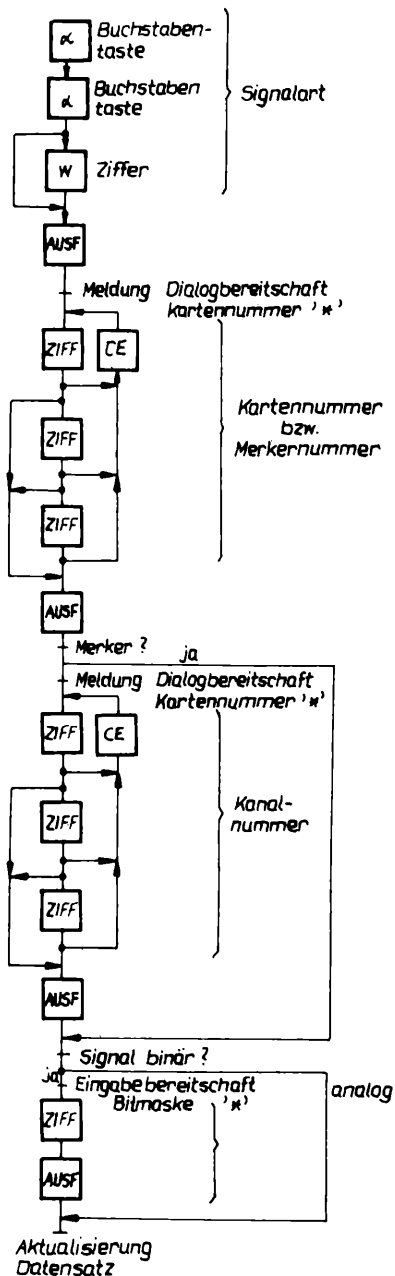 α
Buchstaben-
taste
α
Buchstaben
taste
Signalart
W
Ziffer
AUSF
Meldung Dialogbereitschaft
Kartennummer '*'
ZIFF
CE
ZIFF
Kartennummer
bzw.
Merkernummer
ZIFF
AUSF
Merker ?
ja
Meldung Dialogbereitschaft
Kartennummer '*'
ZIFF
CE
ZIFF
Kanal-
nummer
ZIFF
AUSF
Signal binär ?
ja
Eingabebereitschaft
Bitmaske '*'
analog
ZIFF
AUSF
Aktualisierung
Datensatz